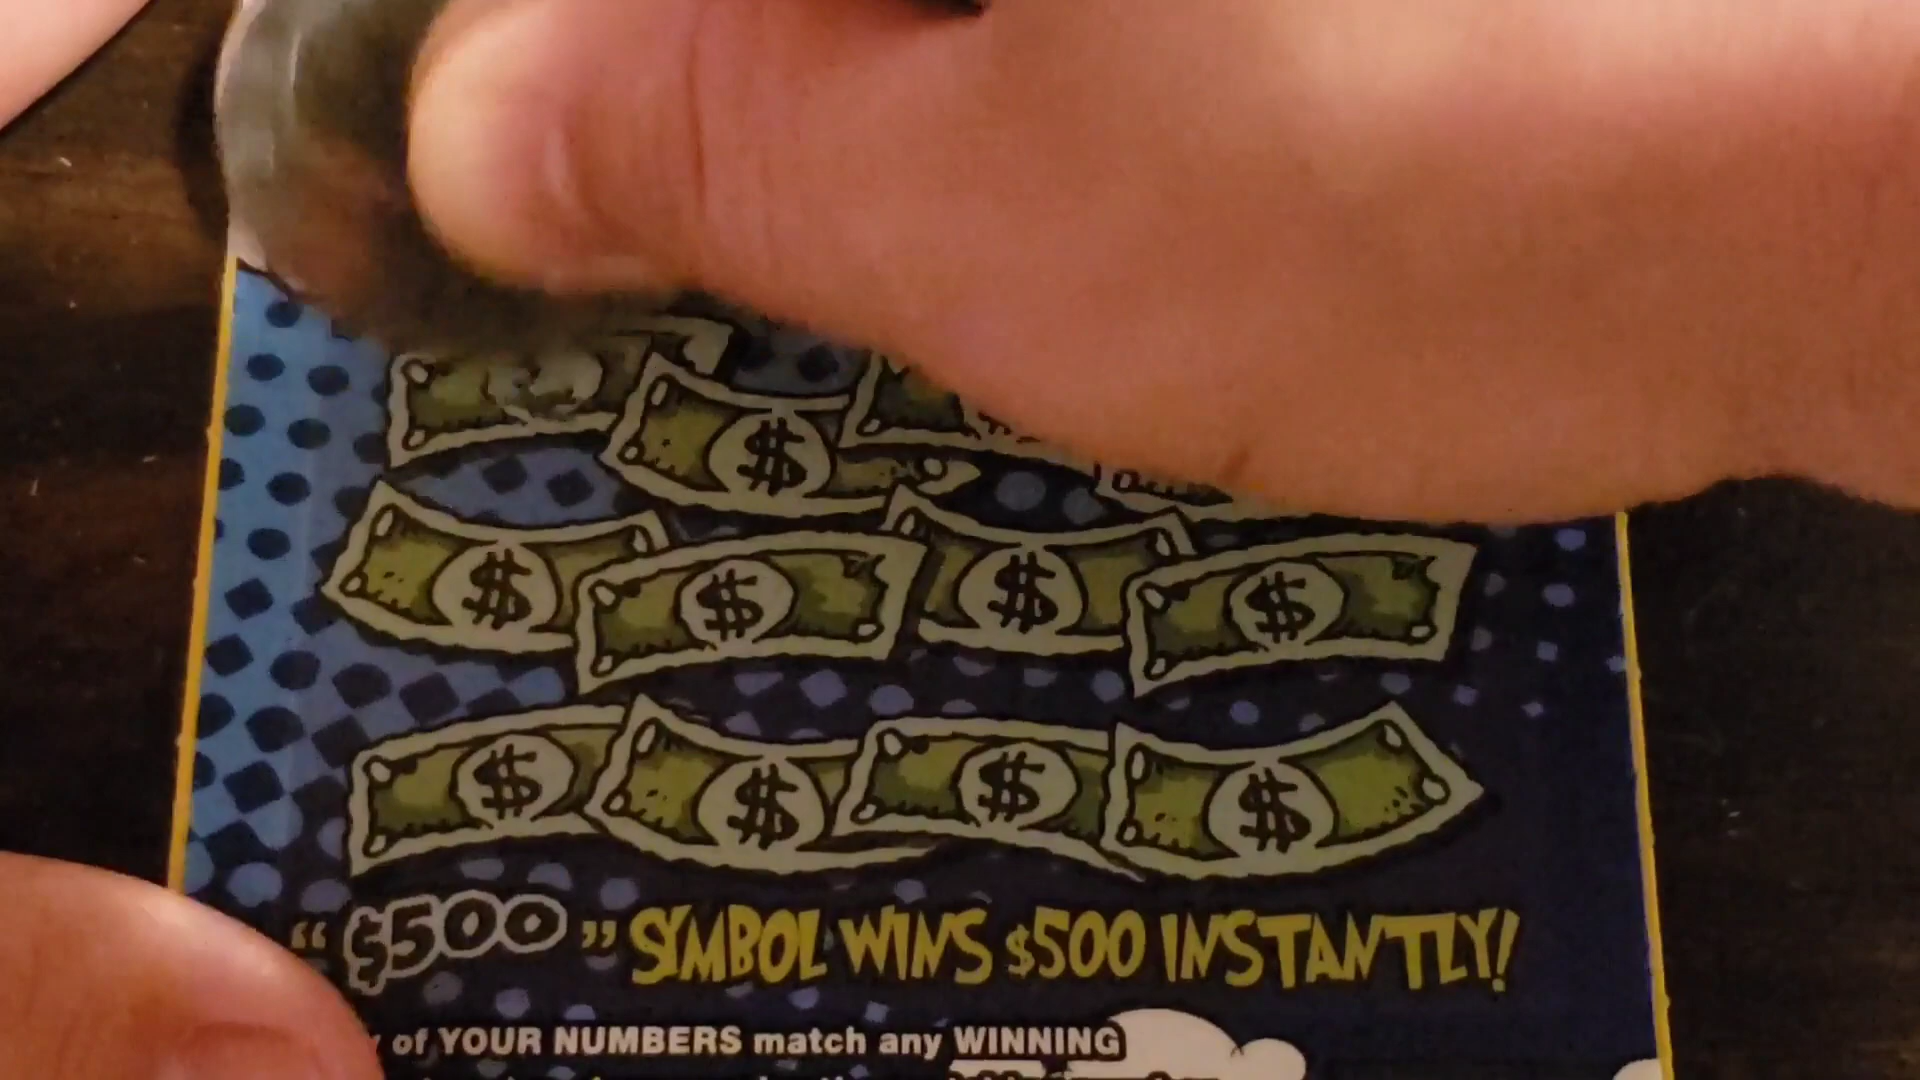 $
$ $ $ $
$ $ $ $
“$500” SYMBOL WINS $500 INSTANTLY!
of YOUR NUMBERS match any WINNING